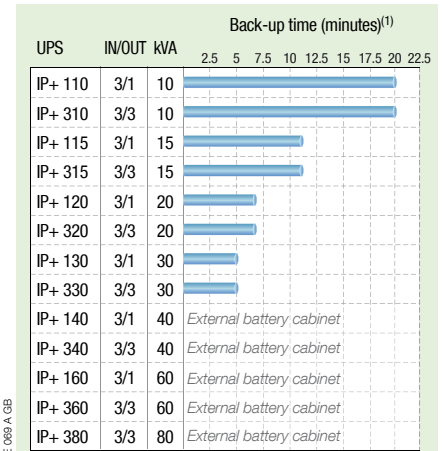 Back-up time (minutes)(1)
UPS IN/OUT kVA
2.5 5 7.5 10 12.5 15 17.5 20 22.5
IP+ 110 3/1 10
IP+ 310 3/3 10
IP+ 115 3/1 15
IP+ 315 3/3 15
IP+ 120 3/1 20
IP+ 320 3/3 20
IP+ 130 3/1 30
IP+ 330 3/3 30
IP+ 140 3/1 40 External battery cabinet
IP+ 340 3/3 40 External battery cabinet
IP+ 160 3/1 60 External battery cabinet
IP+ 360 3/3 60 External battery cabinet
IP+ 380 3/3 80 External battery cabinet
069 A GB